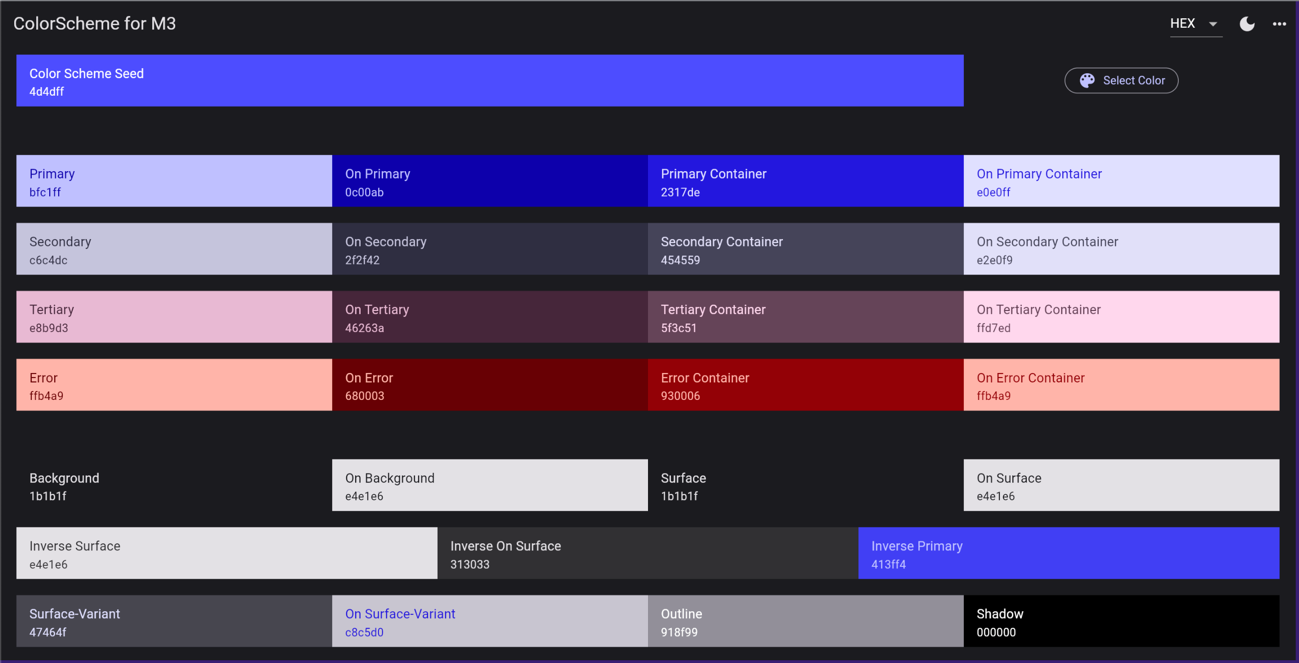 ColorScheme for M3
HEX
Color Scheme Seed
4d4dff
Select Color
Primary
bfc1ff
On Primary
0c00ab
Primary Container
2317de
On Primary Container
e0e0ff
Secondary
c6c4dc
On Secondary
2f2f42
Secondary Container
454559
On Secondary Container
e2e0f9
Tertiary
e8b9d3
On Tertiary
46263a
Tertiary Container
5f3c51
On Tertiary Container
ffd7ed
Error
ffb4a9
On Error
680003
Error Container
930006
On Error Container
ffb4a9
Background
1b1b1f
On Background
e4e1e6
Surface
1b1b1f
On Surface
e4e1e6
Inverse Surface
e4e1e6
Inverse On Surface
313033
Inverse Primary
413ff4
Surface-Variant
47464f
On Surface-Variant
c8c5d0
Outline
918f99
Shadow
000000